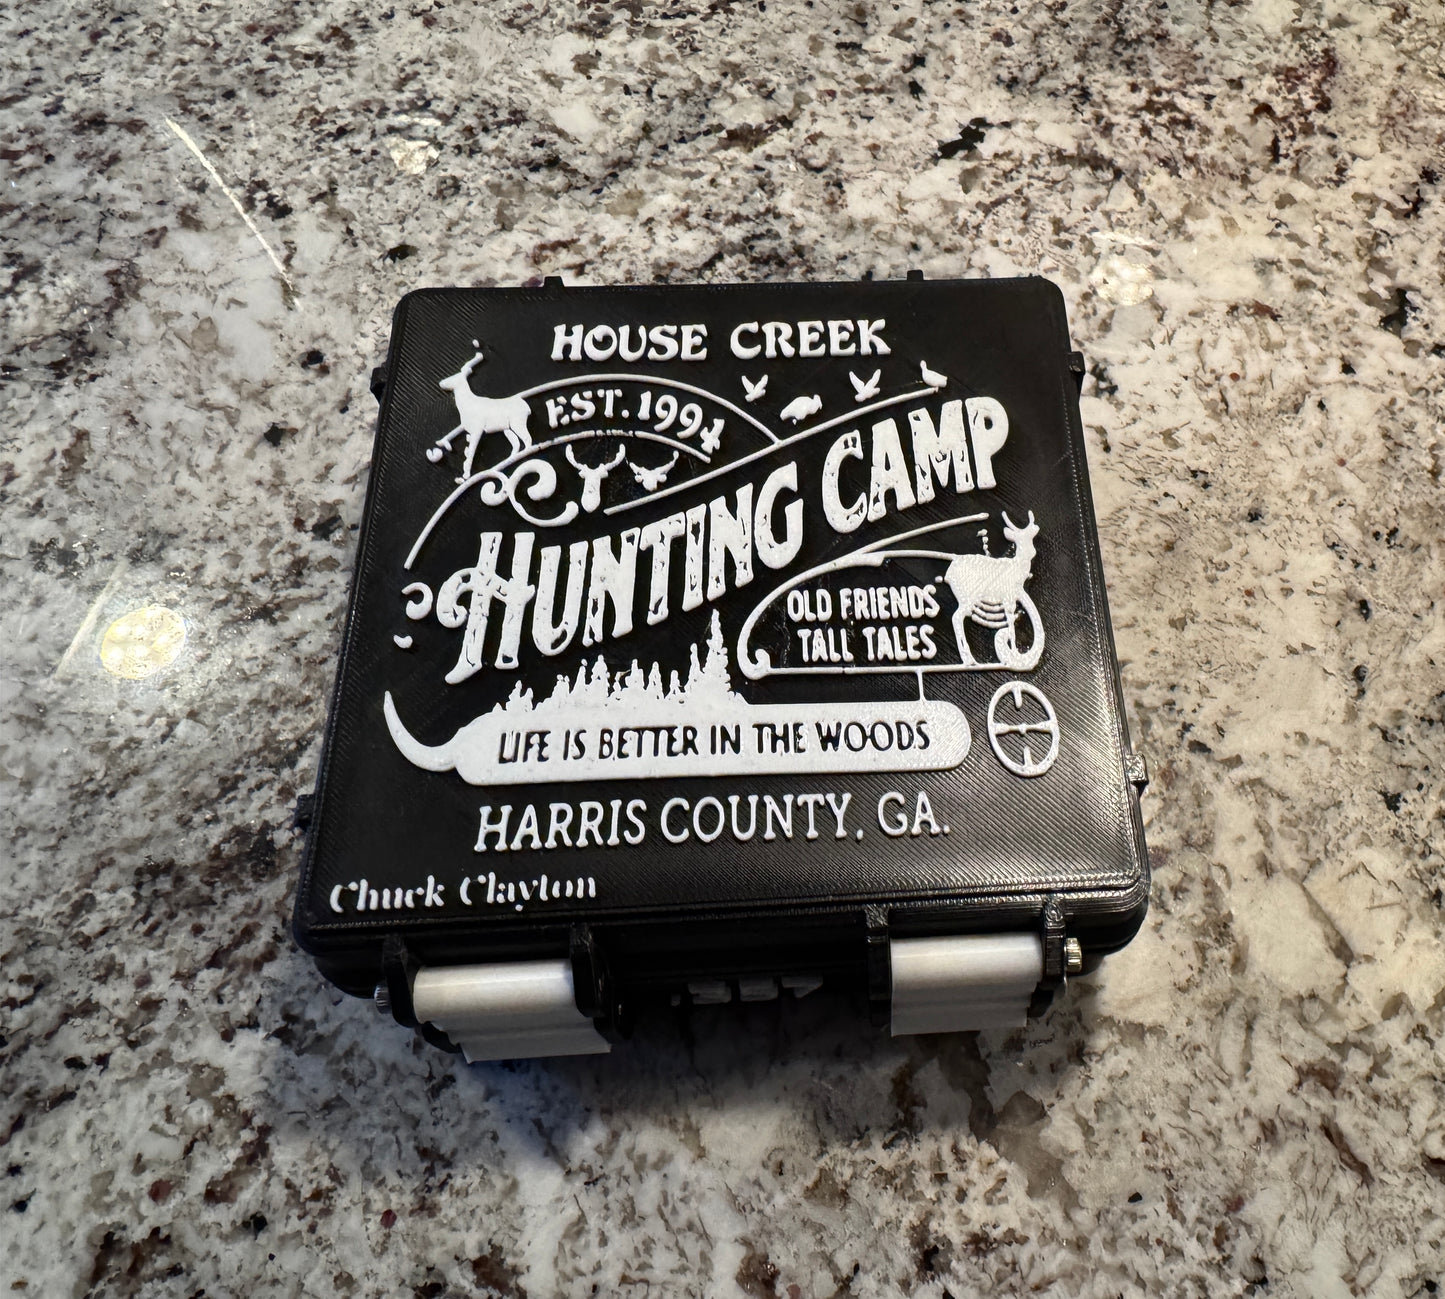 HOUSE CREEK
EST. 1994
HUNTING CAMP
OLD FRIENDS
TALL TALES
LIFE IS BETTER IN THE WOODS
HARRIS COUNTY, GA.
Chuck Clayton